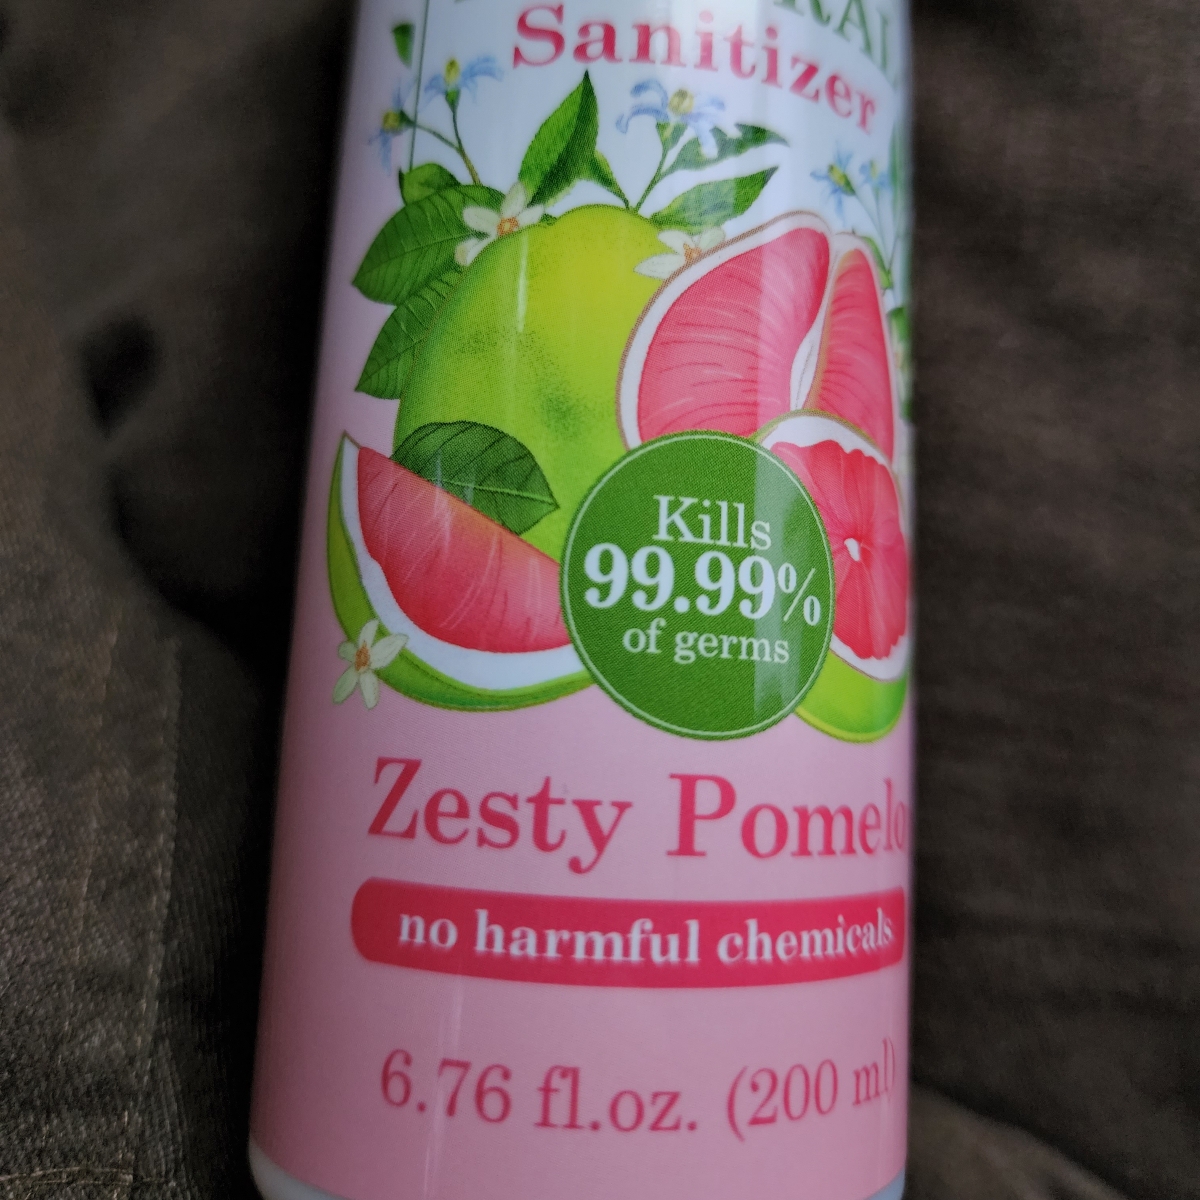 Sanitizer
Kills
99.99%
of germs
Zesty Pomelo
no harmful chemicals
6.76 fl.oz. (200 ml)